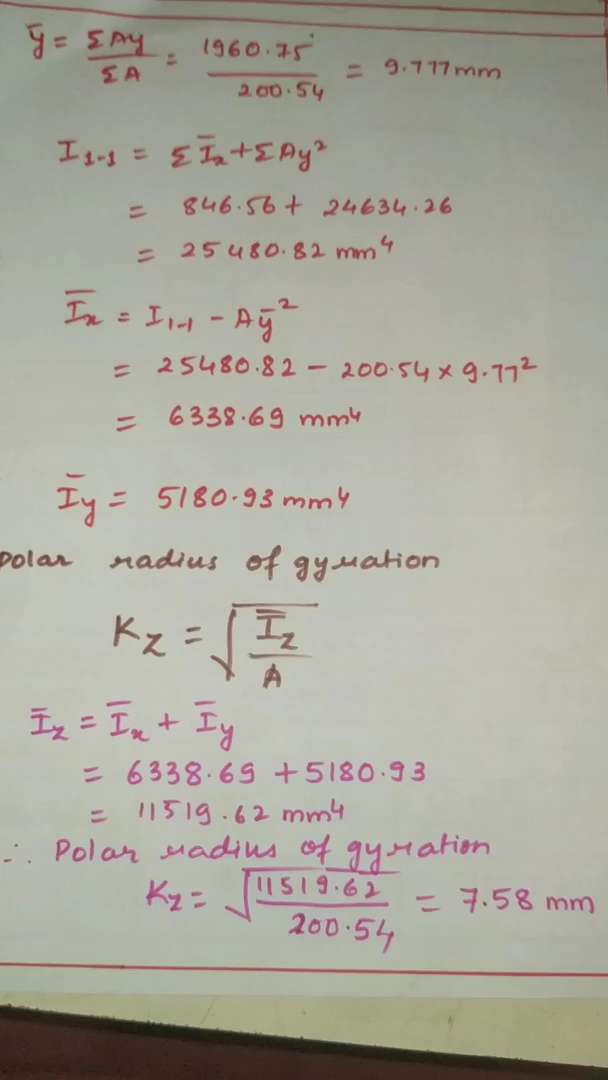 ȳ = ΣAy / ΣA = 1960.75 / 200.54 = 9.777mm
I₁₋₁ = ΣĪx + ΣAy²
= 846.56 + 24634.26
= 25480.82 mm⁴
Īx = I₁₋₁ - Aȳ²
= 25480.82 - 200.54 × 9.77²
= 6338.69 mm⁴
Īy = 5180.93 mm⁴
Polar radius of gyration
Kz = √(Īz / A)
Īz = Īx + Īy
= 6338.69 + 5180.93
= 11519.62 mm⁴
∴ Polar radius of gyration
Kz = √(11519.62 / 200.54) = 7.58 mm